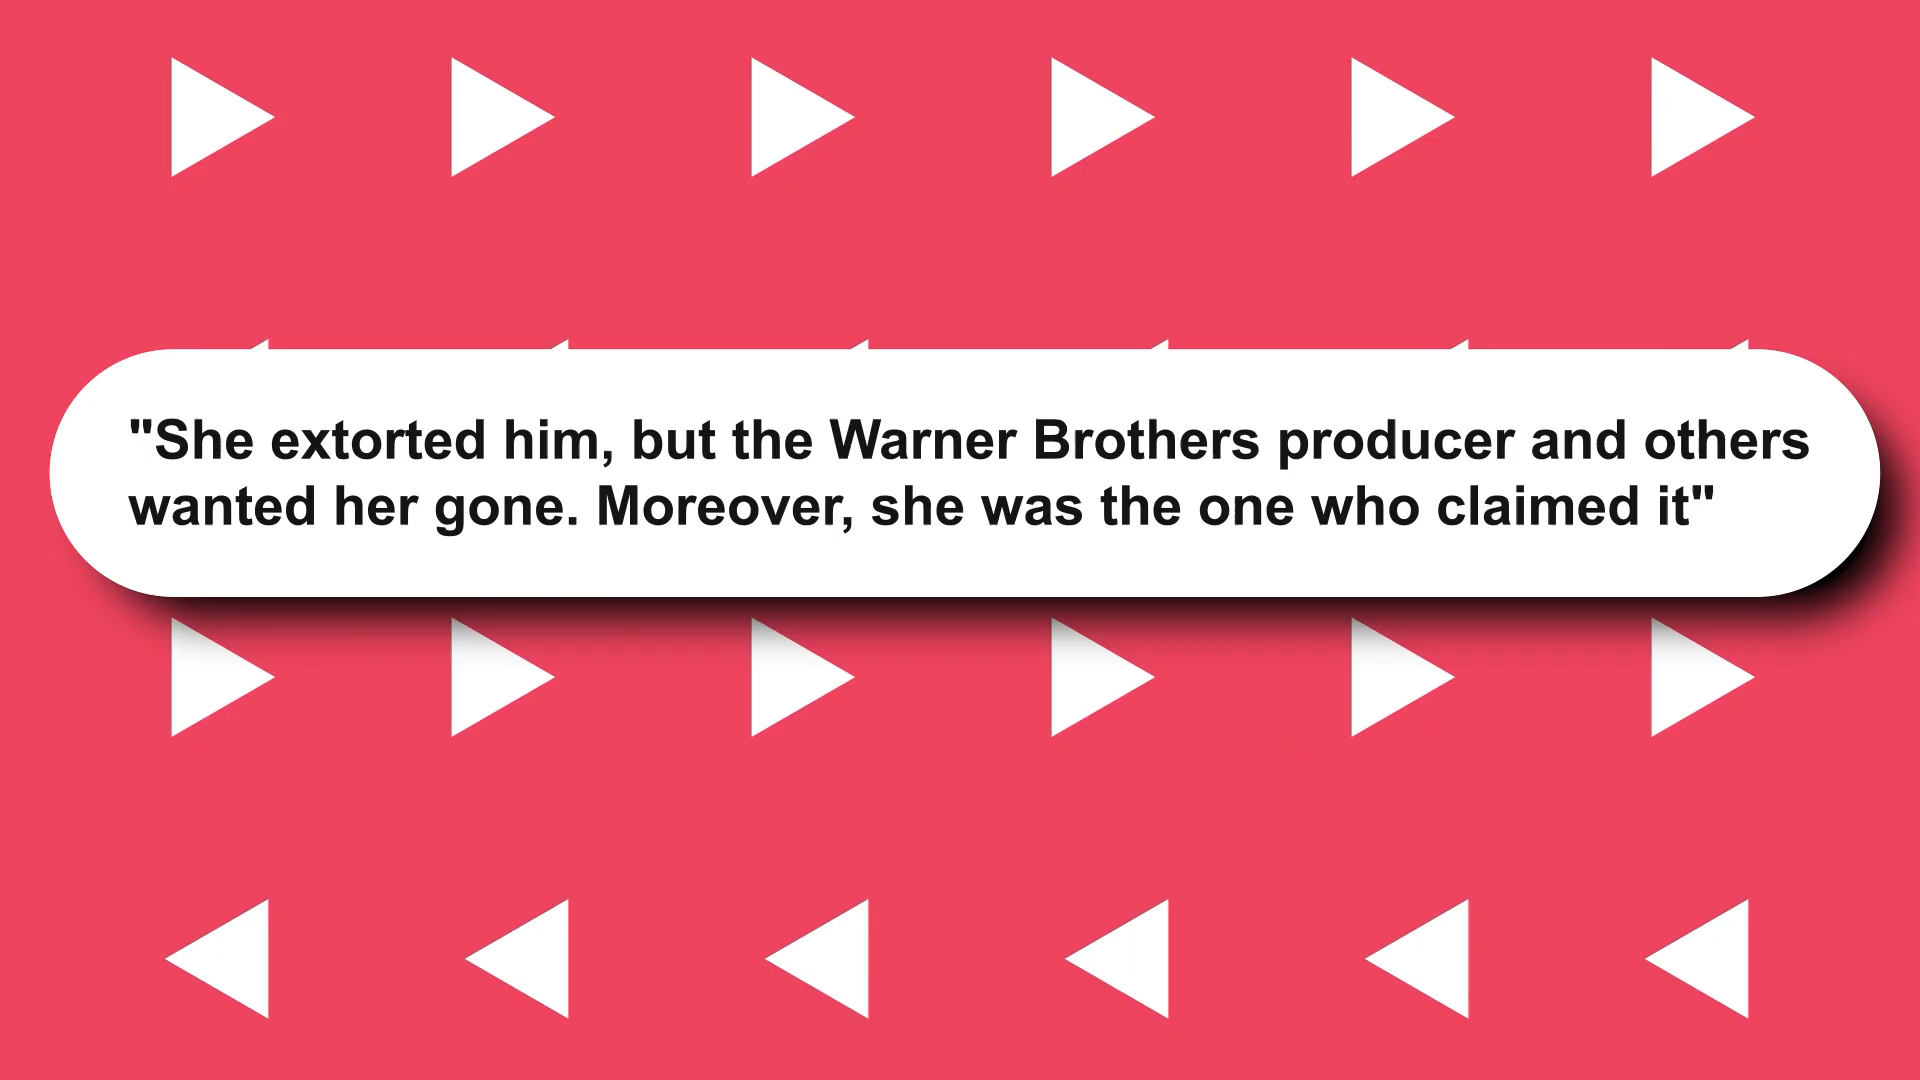 "She extorted him, but the Warner Brothers producer and others
wanted her gone. Moreover, she was the one who claimed it"